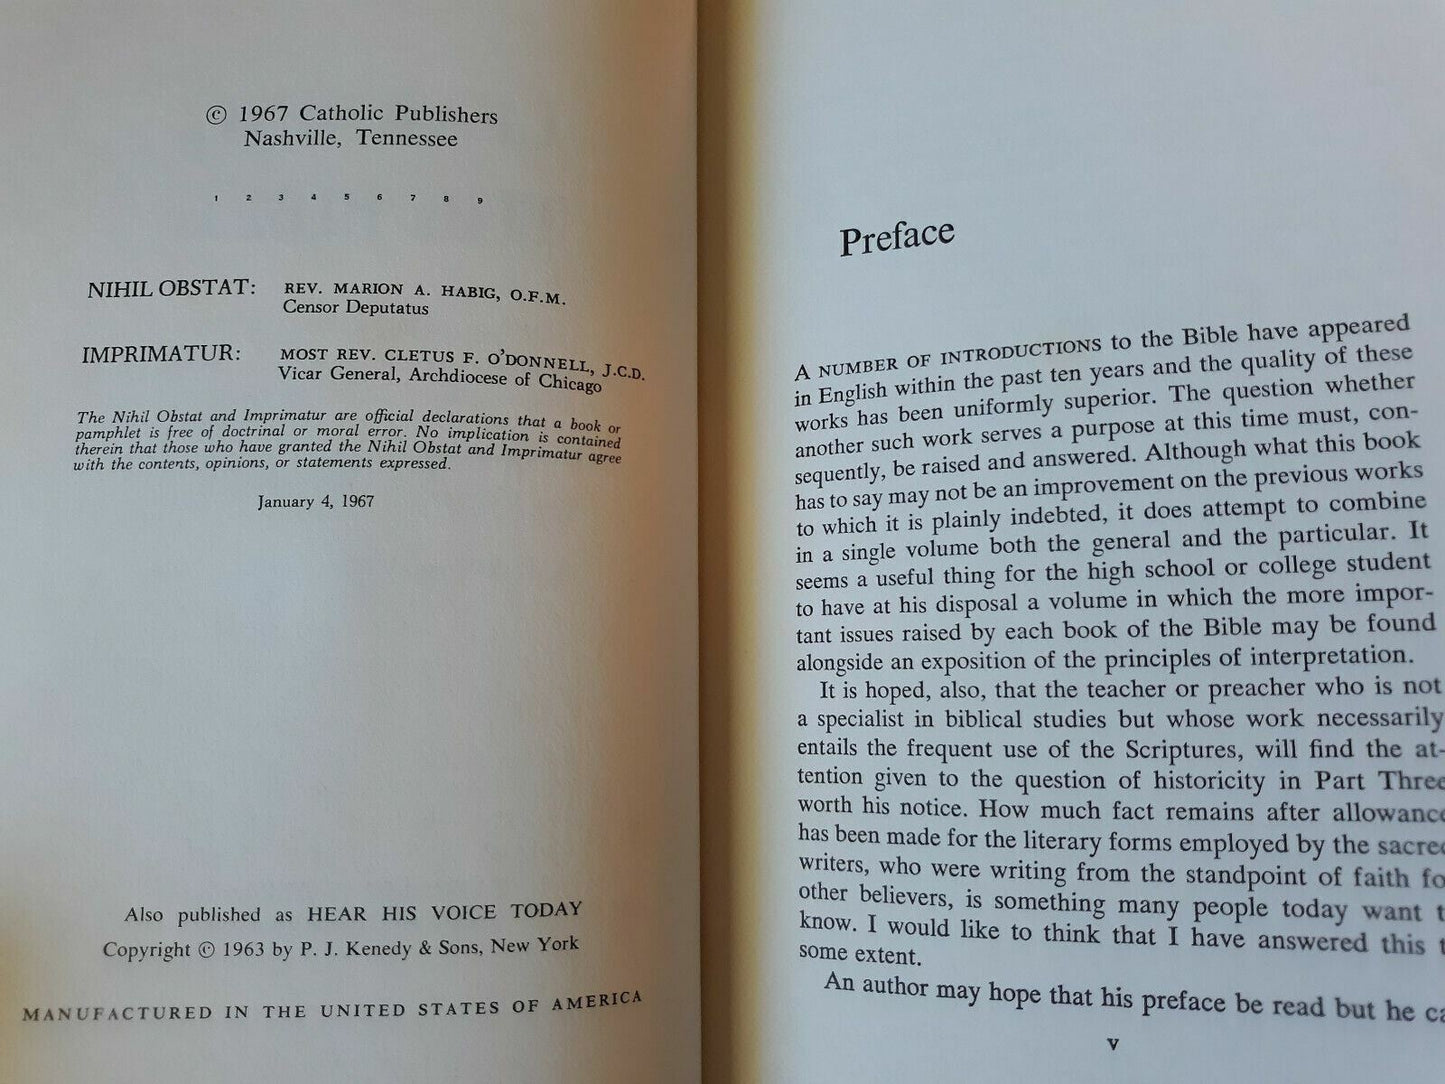 © 1967 Catholic Publishers
Nashville, Tennessee
1 2 3 4 5 6 7 8 9
NIHIL OBSTAT: REV. MARION A. HABIG, O.F.M.
Censor Deputatus
IMPRIMATUR: MOST REV. CLETUS F. O'DONNELL, J.C.D.
Vicar General, Archdiocese of Chicago
The Nihil Obstat and Imprimatur are official declarations that a book or
pamphlet is free of doctrinal or moral error. No implication is contained
therein that those who have granted the Nihil Obstat and Imprimatur agree
with the contents, opinions, or statements expressed.
January 4, 1967
Also published as HEAR HIS VOICE TODAY
Copyright © 1963 by P. J. Kenedy & Sons, New York
MANUFACTURED IN THE UNITED STATES OF AMERICA
Preface
A NUMBER OF INTRODUCTIONS to the Bible have appeared
in English within the past ten years and the quality of these
works has been uniformly superior. The question whether
another such work serves a purpose at this time must, con-
sequently, be raised and answered. Although what this book
has to say may not be an improvement on the previous works
to which it is plainly indebted, it does attempt to combine
in a single volume both the general and the particular. It
seems a useful thing for the high school or college student
to have at his disposal a volume in which the more impor-
tant issues raised by each book of the Bible may be found
alongside an exposition of the principles of interpretation.
It is hoped, also, that the teacher or preacher who is not
a specialist in biblical studies but whose work necessarily
entails the frequent use of the Scriptures, will find the at-
tention given to the question of historicity in Part Three
worth his notice. How much fact remains after allowance
has been made for the literary forms employed by the sacred
writers, who were writing from the standpoint of faith fo
other believers, is something many people today want t
know. I would like to think that I have answered this t
some extent.
An author may hope that his preface be read but he ca
v